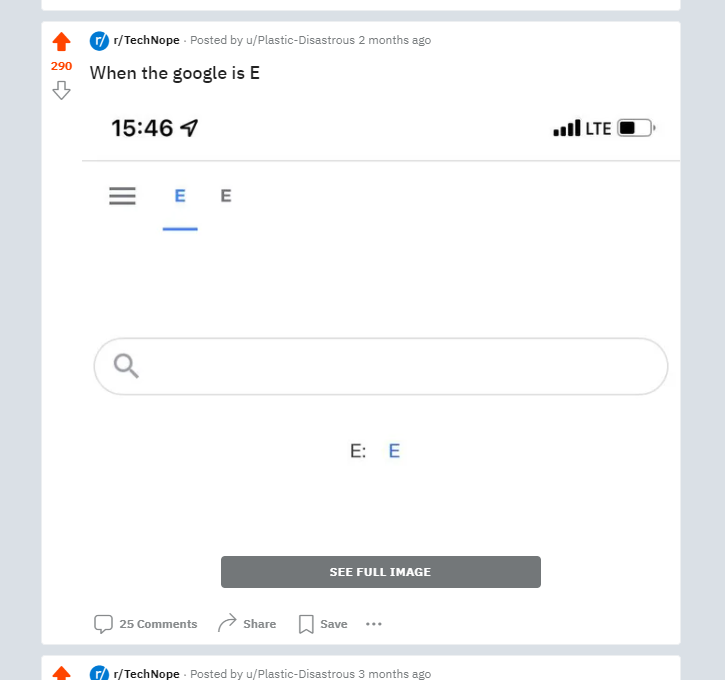 r/TechNope · Posted by u/Plastic-Disastrous 2 months ago
290
When the google is E
15:46 LTE
E E
E: E
SEE FULL IMAGE
25 Comments Share Save ...
r/TechNope · Posted by u/Plastic-Disastrous 3 months ago